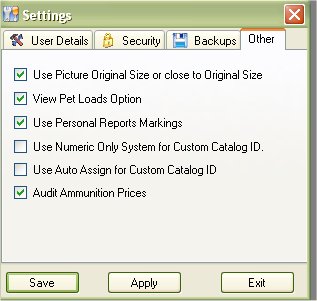 Settings
User Details
Security
Backups
Other
Use Picture Original Size or close to Original Size
View Pet Loads Option
Use Personal Reports Markings
Use Numeric Only System for Custom Catalog ID.
Use Auto Assign for Custom Catalog ID
Audit Ammunition Prices
Save
Apply
Exit